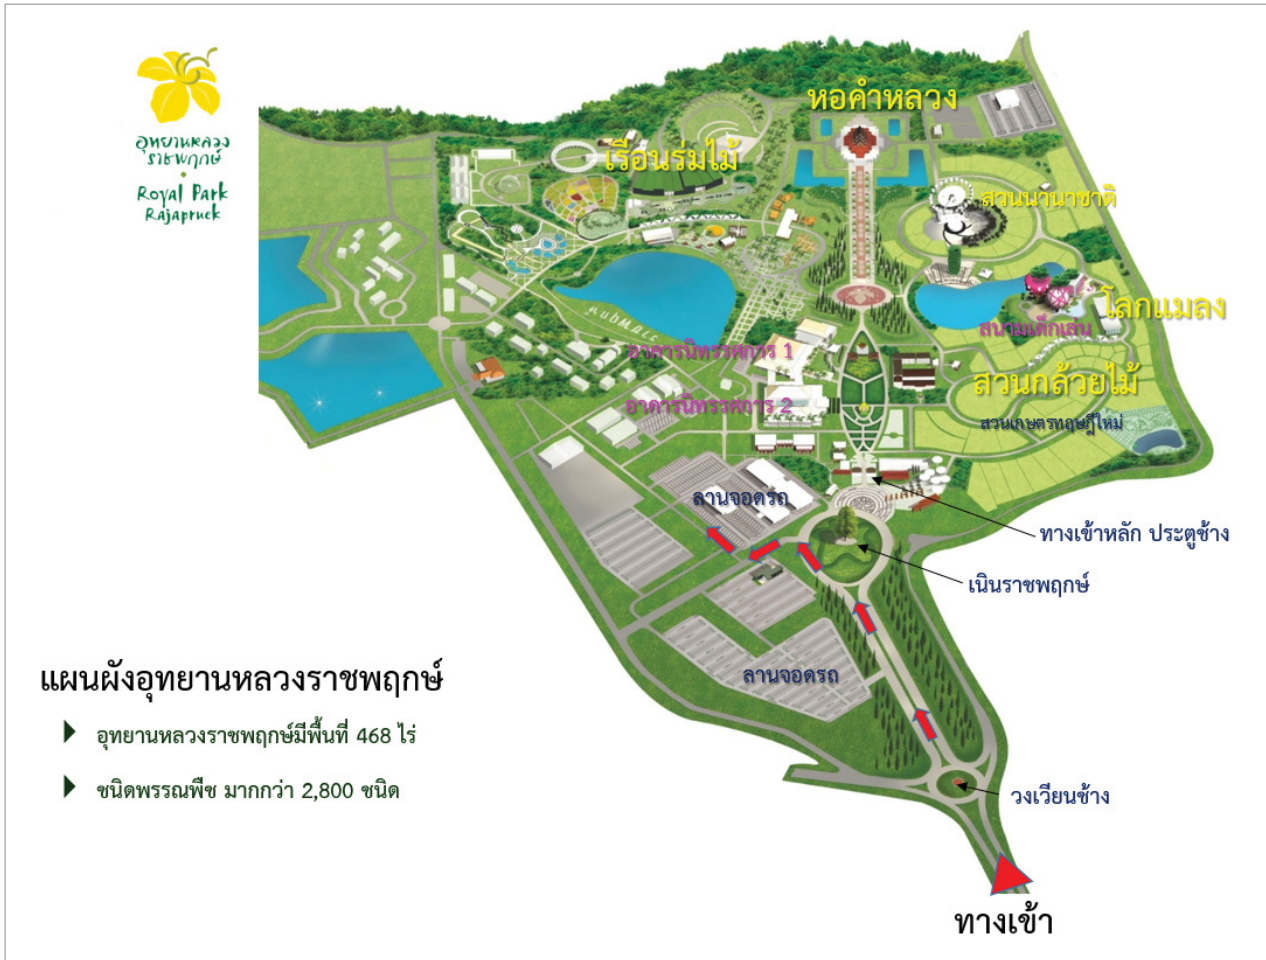 อุทยานหลวง
ราชพฤกษ์
Royal Park
Rajapruek
หอคำหลวง
เรือนร่มไม้
สวนนานาชาติ
โลกแมลง
สนามเด็กเล่น
อาคารนิทรรศการ 1
สวนกล้วยไม้
อาคารนิทรรศการ 2
สวนเกษตรทฤษฎีใหม่
ลานจอดรถ
ทางเข้าหลัก ประตูช้าง
เนินราชพฤกษ์
ลานจอดรถ
แผนผังอุทยานหลวงราชพฤกษ์
อุทยานหลวงราชพฤกษ์มีพื้นที่ 468 ไร่
ชนิดพรรณพืช มากกว่า 2,800 ชนิด
วงเวียนช้าง
ทางเข้า